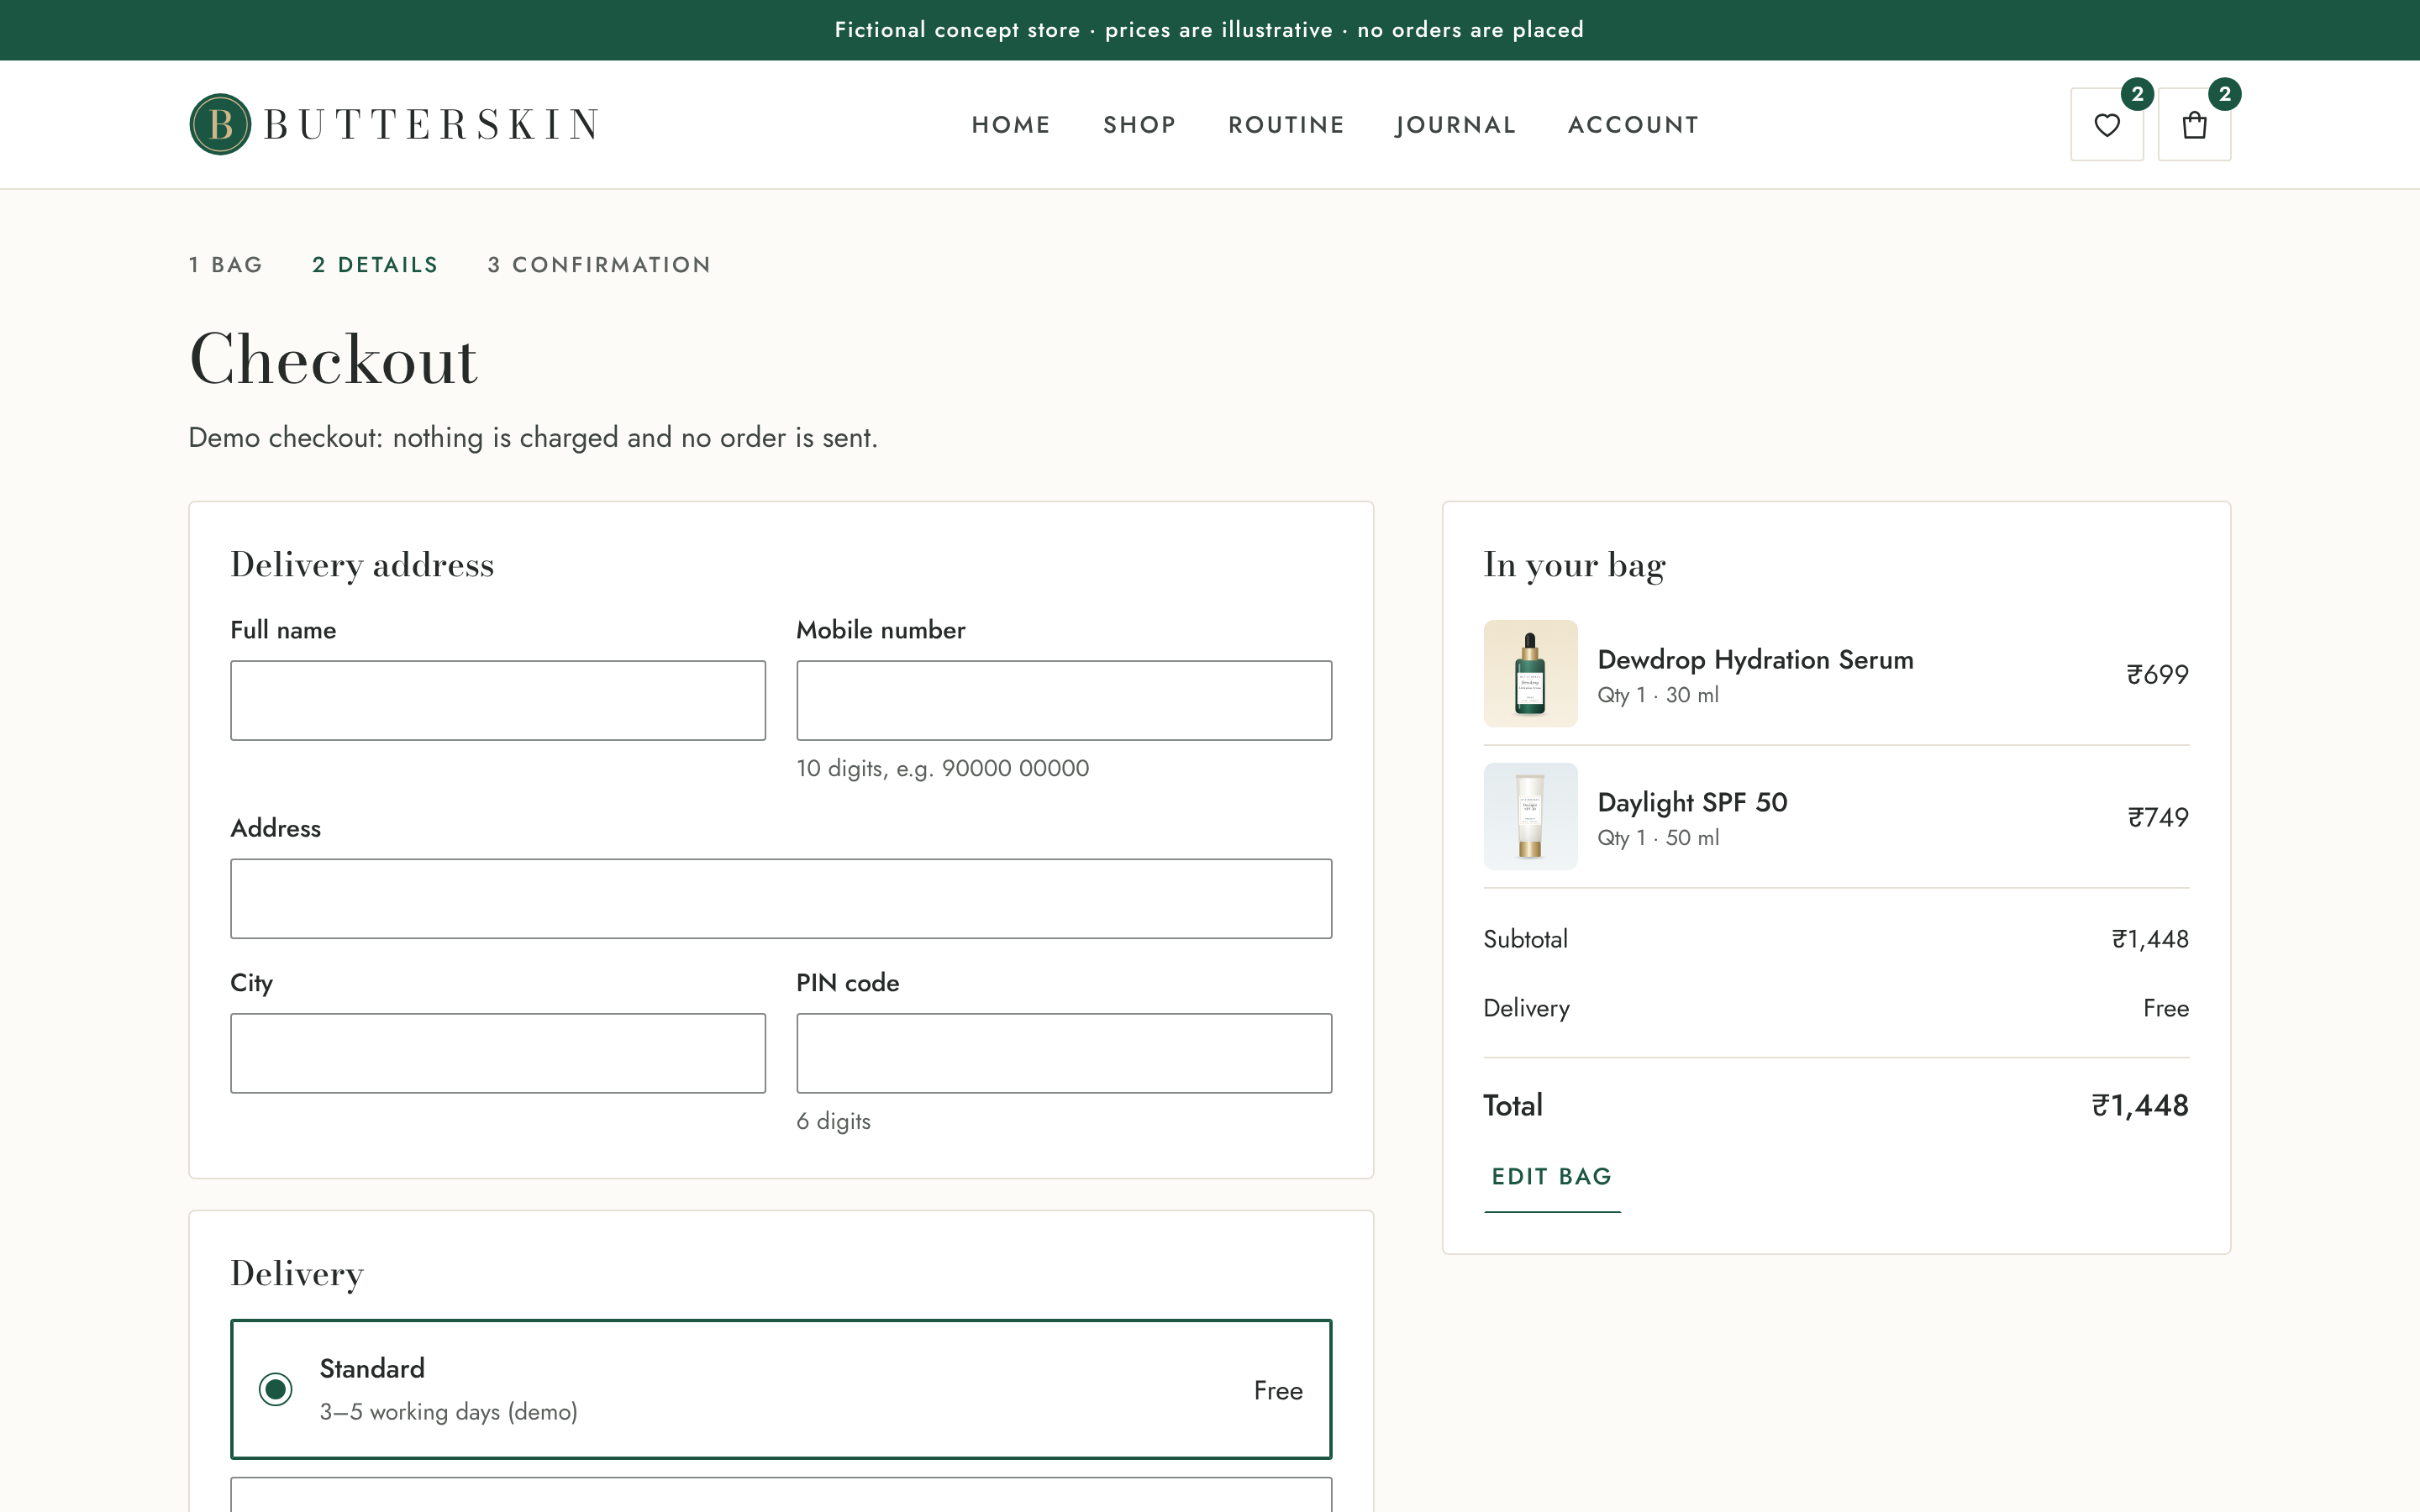 Fictional concept store · prices are illustrative · no orders are placed
B BUTTERSKIN
HOME SHOP ROUTINE JOURNAL ACCOUNT
2 2
1 BAG 2 DETAILS 3 CONFIRMATION
Checkout
Demo checkout: nothing is charged and no order is sent.
Delivery address
Full name
Mobile number
10 digits, e.g. 90000 00000
Address
City
PIN code
6 digits
Delivery
Standard
3–5 working days (demo)
Free
In your bag
Dewdrop Hydration Serum
Qty 1 · 30 ml
₹699
Daylight SPF 50
Qty 1 · 50 ml
₹749
Subtotal ₹1,448
Delivery Free
Total ₹1,448
EDIT BAG